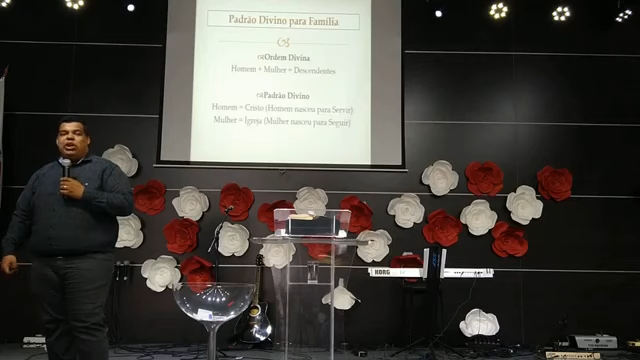 Padrão Divino para Família
Ordem Divina
Homem + Mulher = Descendentes
Padrão Divino
Homem = Cristo (Homem nasceu para Servir)
Mulher = Igreja (Mulher nasceu para Seguir)
KORG